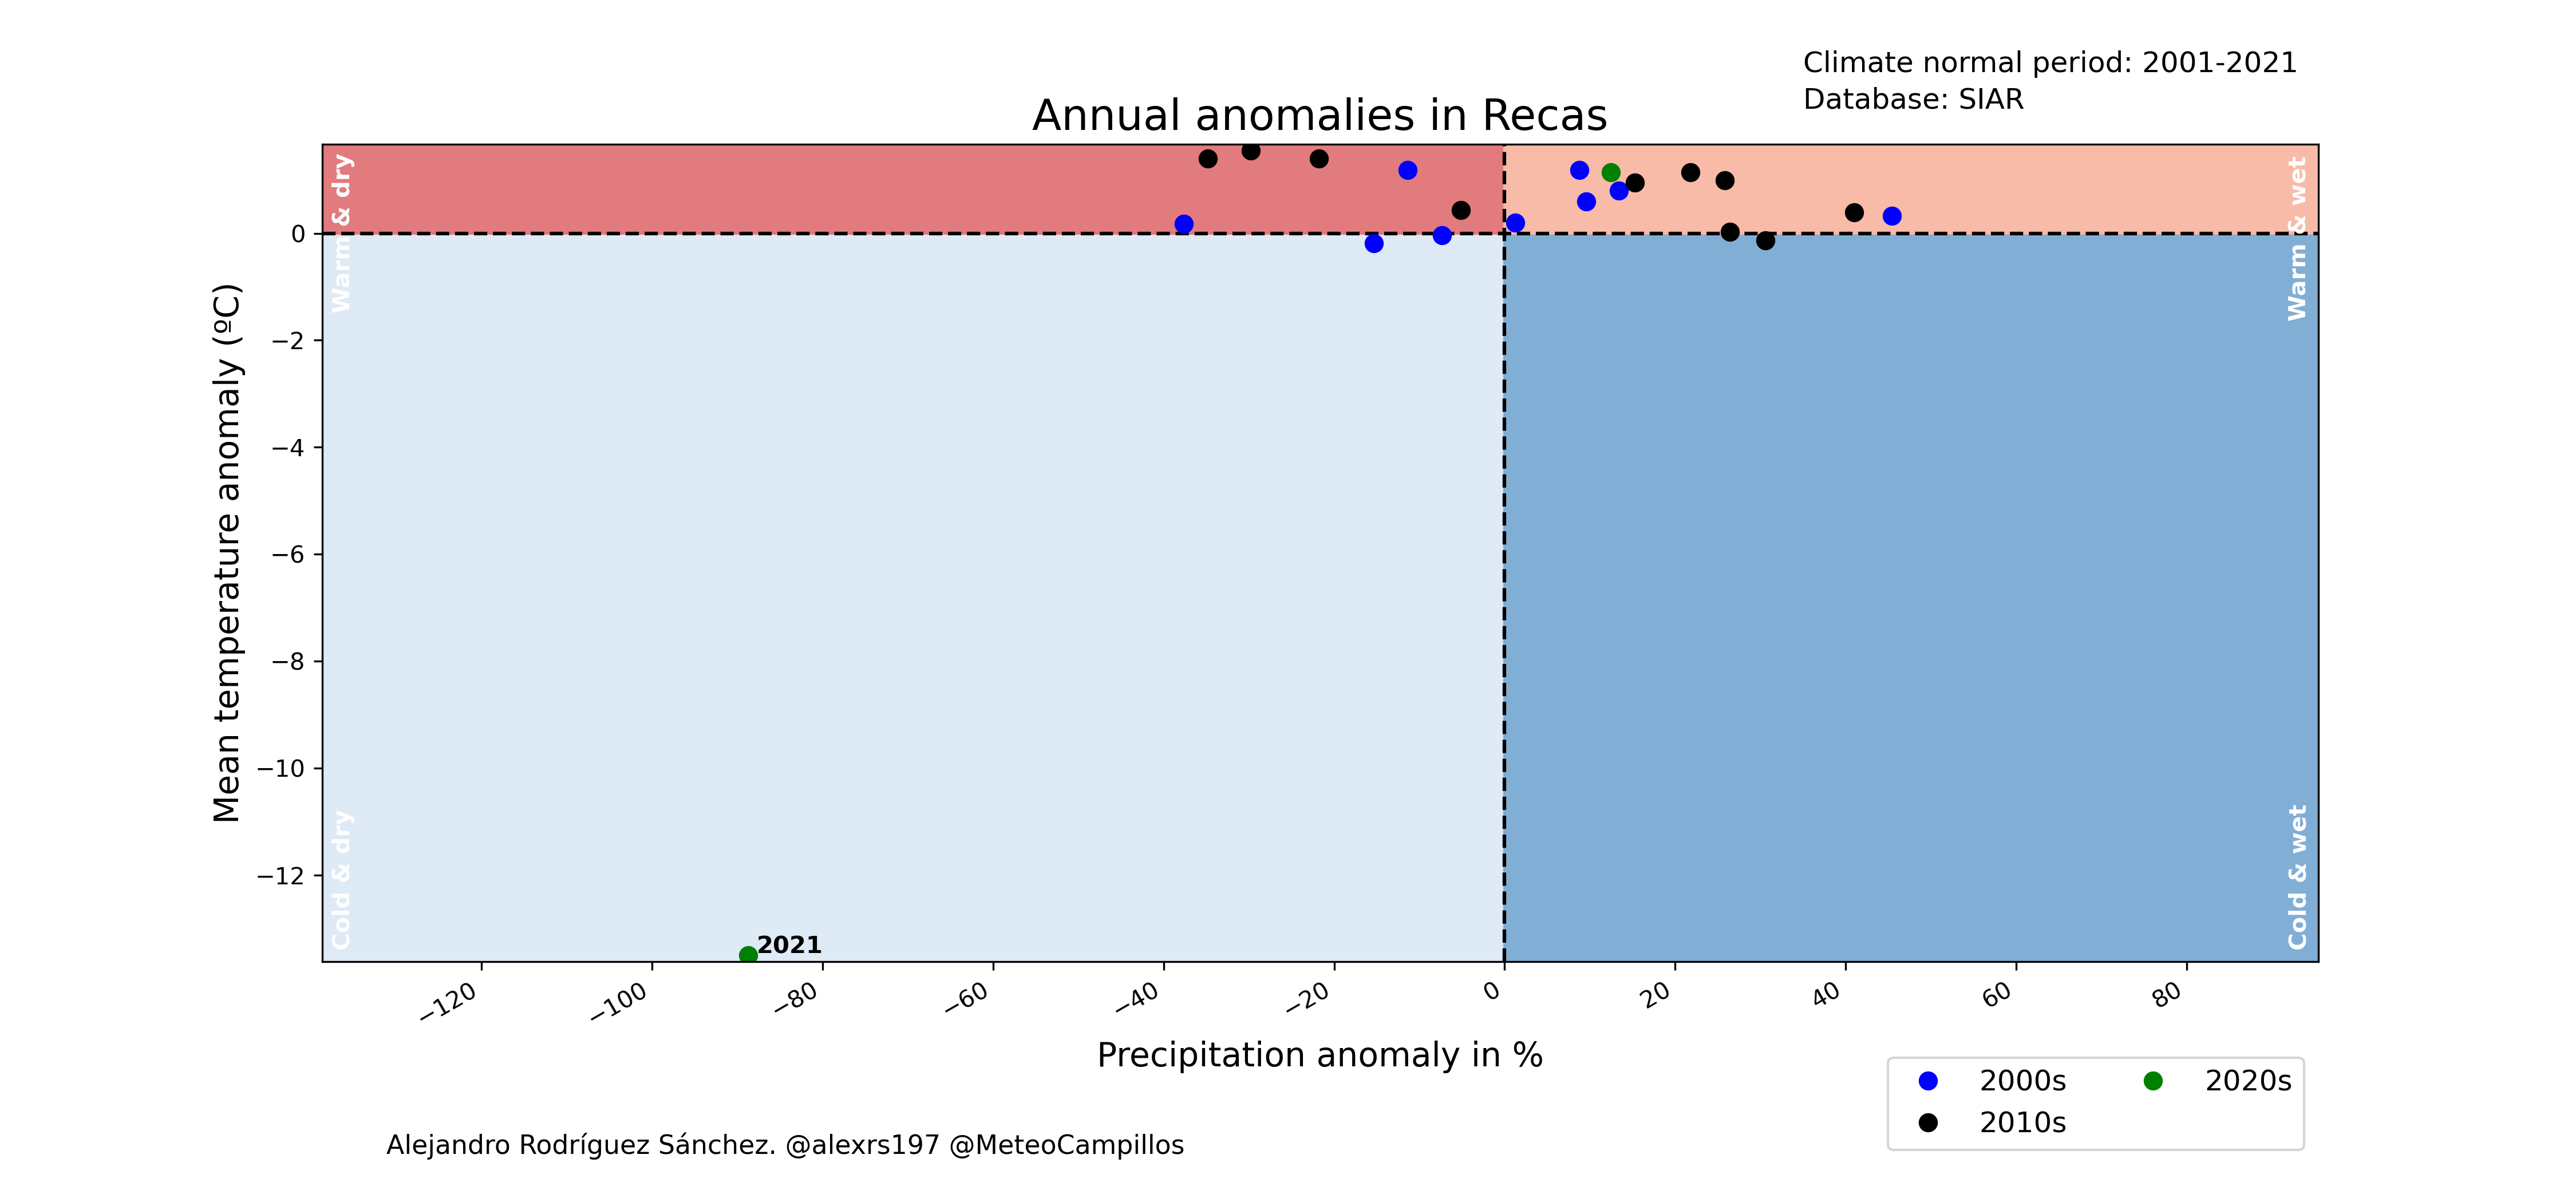 Climate normal period: 2001-2021
Database: SIAR
Annual anomalies in Recas
Warm & dry
Warm & wet
Cold & dry
Cold & wet
Mean temperature anomaly (ºC)
0
−2
−4
−6
−8
−10
−12
2021
−120
−100
−80
−60
−40
−20
0
20
40
60
80
Precipitation anomaly in %
2000s
2010s
2020s
Alejandro Rodríguez Sánchez. @alexrs197 @MeteoCampillos